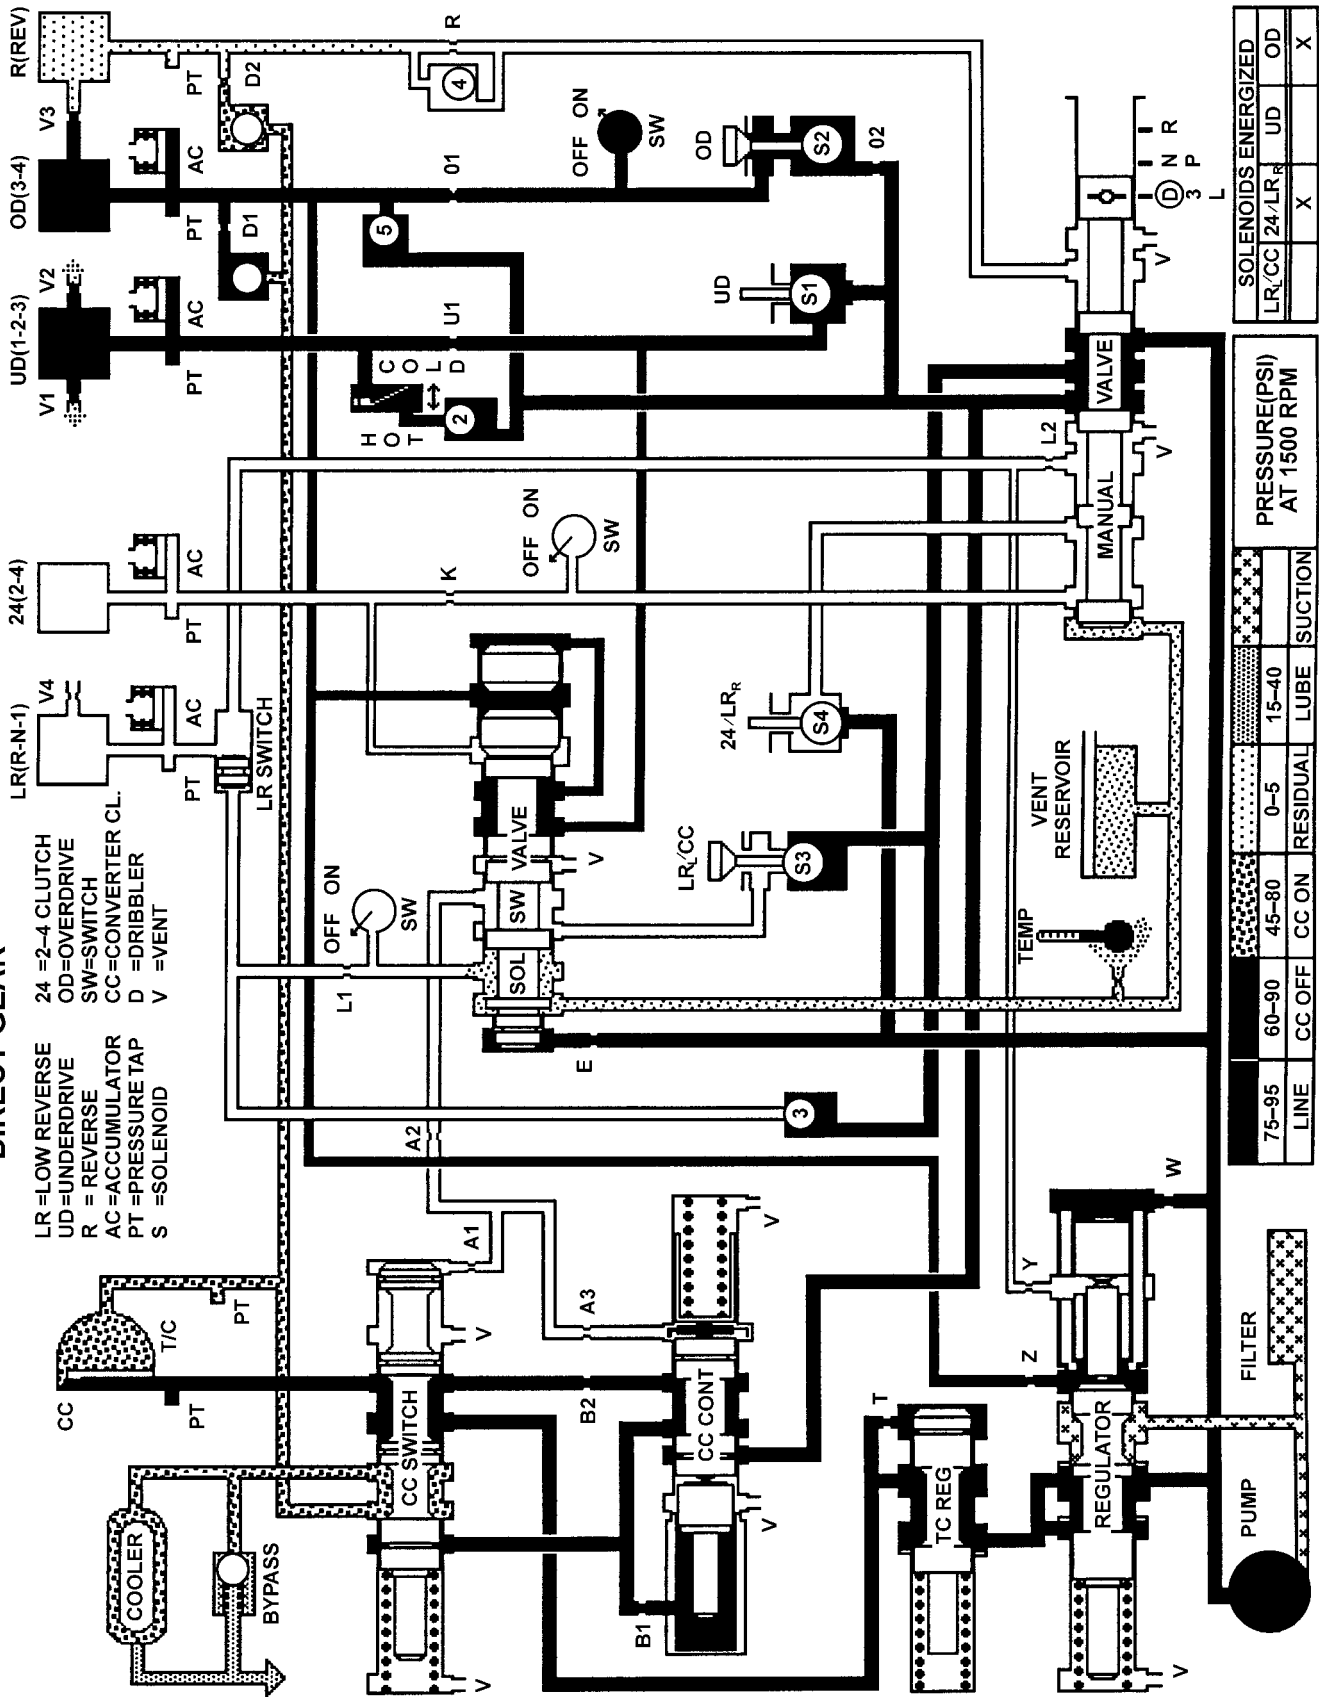 DIRECT GEAR
LR =LOW REVERSE
UD=UNDERDRIVE
R = REVERSE
AC=ACCUMULATOR
PT =PRESSURE TAP
S =SOLENOID
24 =2–4 CLUTCH
OD=OVERDRIVE
SW=SWITCH
CC=CONVERTER CL.
D =DRIBBLER
V =VENT
LR(R-N-1)
24(2-4)
UD(1-2-3)
OD(3-4)
R(REV)
V4
V1
V2
V3
PT
AC
PT
AC
PT
AC
PT
AC
PT
D1
D2
LR SWITCH
COOLER
BYPASS
CC
T/C
PT
PT
CC SWITCH
V
V
A1
A2
A3
B1
B2
CC CONT
V
V
L1
OFF ON
SW
K
OFF ON
SW
HOT
COLD
U1
01
R
2
5
4
3
OFF ON
SW
SOL
SW
VALVE
V
E
LR/CC
L
S3
24/LR
R
S4
UD
S1
OD
S2
02
T
TC REG
Z
Y
W
REGULATOR
V
PUMP
FILTER
TEMP
VENT
RESERVOIR
MANUAL
VALVE
L2
V
V
D
N
R
3
P
L
75–95
60–90
45–80
0–5
15–40
LINE
CC OFF
CC ON
RESIDUAL
LUBE
SUCTION
PRESSURE(PSI)
AT 1500 RPM
SOLENOIDS ENERGIZED
LRL/CC 24/LRR UD OD
X X